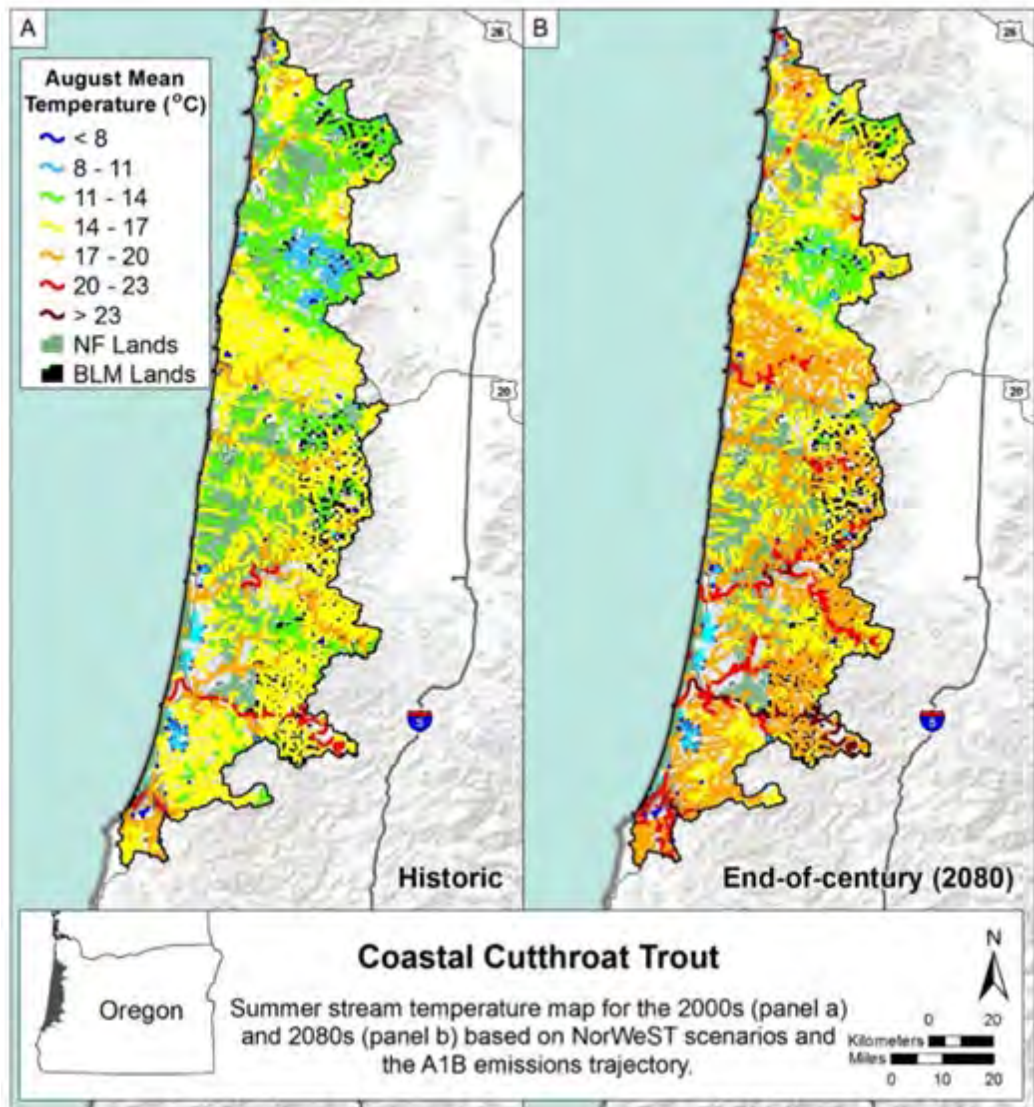 A
26
August Mean
Temperature (°C)
< 8
8 - 11
11 - 14
14 - 17
17 - 20
20 - 23
> 23
NF Lands
BLM Lands
20
5
Historic
B
26
20
5
End-of-century (2080)
Oregon
Coastal Cutthroat Trout
Summer stream temperature map for the 2000s (panel a)
and 2080s (panel b) based on NorWeST scenarios and
the A1B emissions trajectory.
N
0 20
Kilometers
Miles
0 10 20